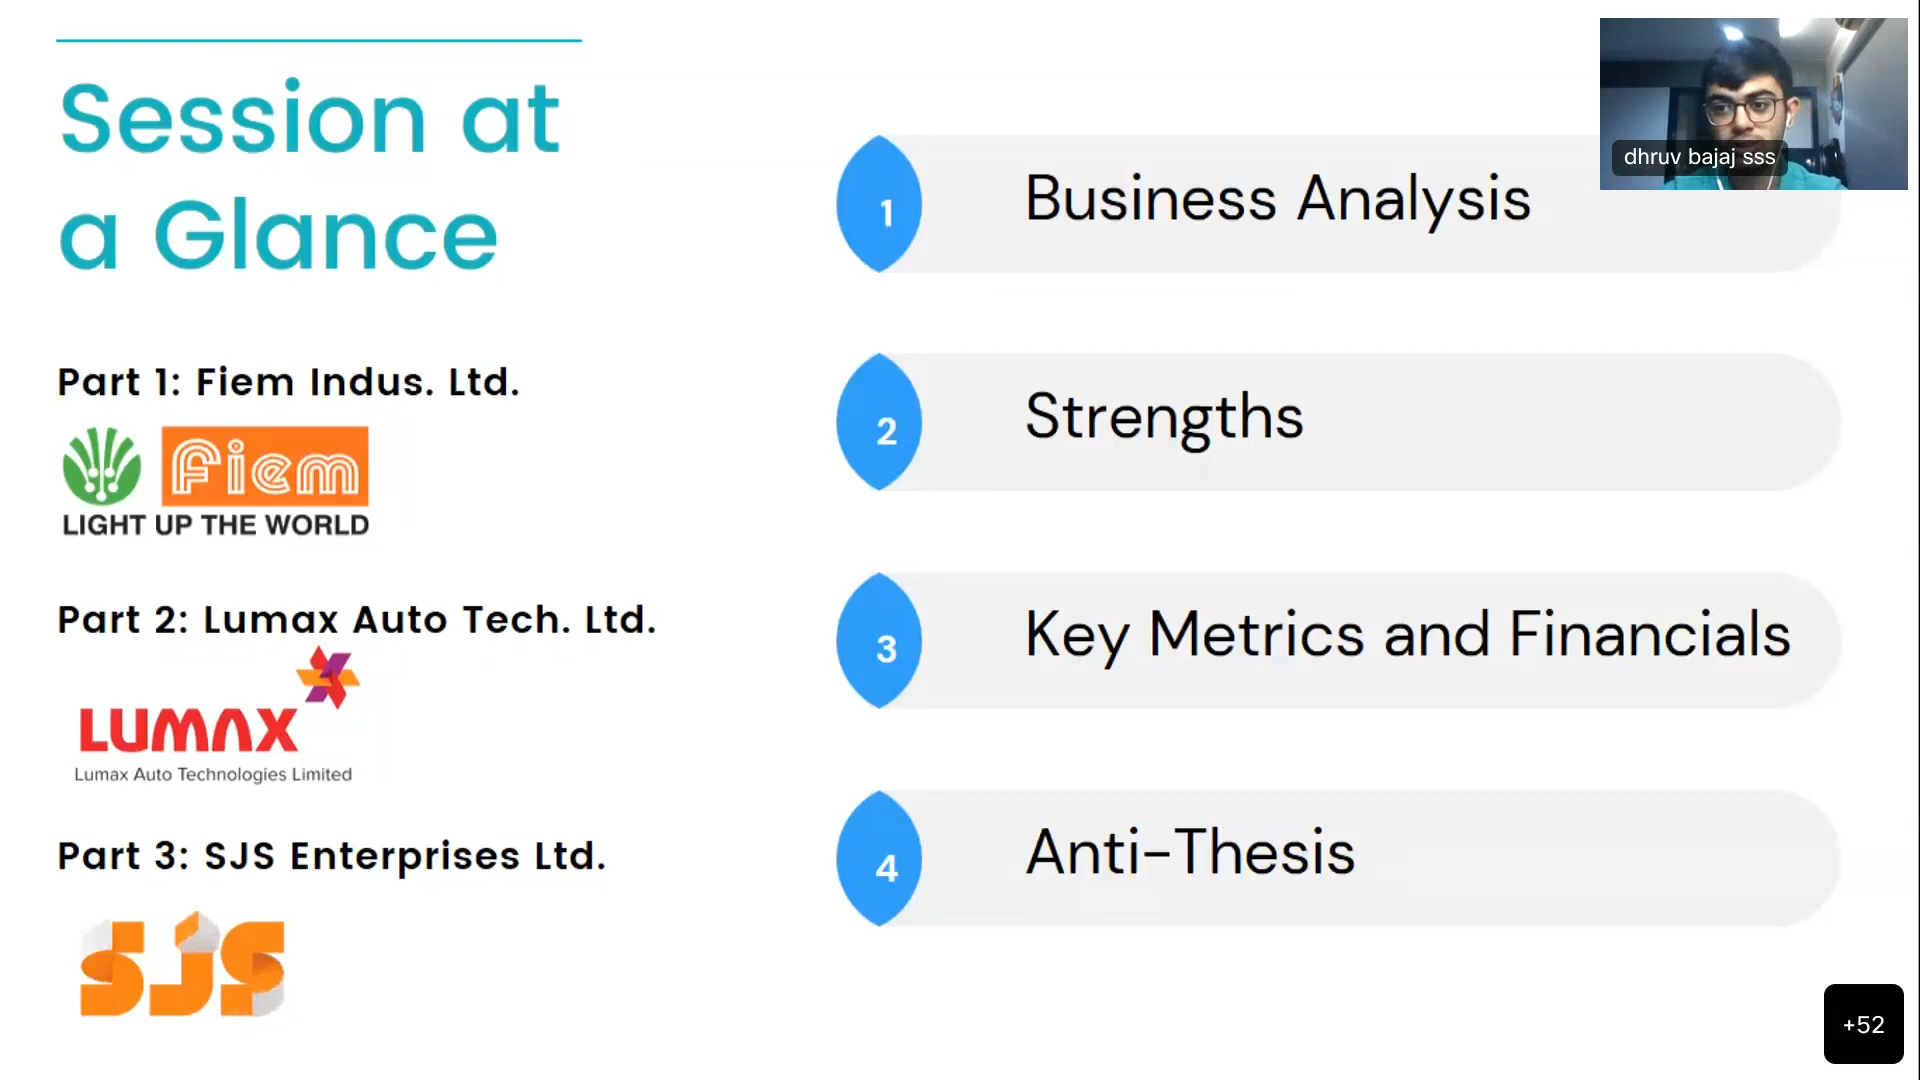 Session at
a Glance
Part 1: Fiem Indus. Ltd.
Fiem
LIGHT UP THE WORLD
Part 2: Lumax Auto Tech. Ltd.
LUMAX
Lumax Auto Technologies Limited
Part 3: SJS Enterprises Ltd.
SJS
1 Business Analysis
2 Strengths
3 Key Metrics and Financials
4 Anti-Thesis
dhruv bajaj sss
+52